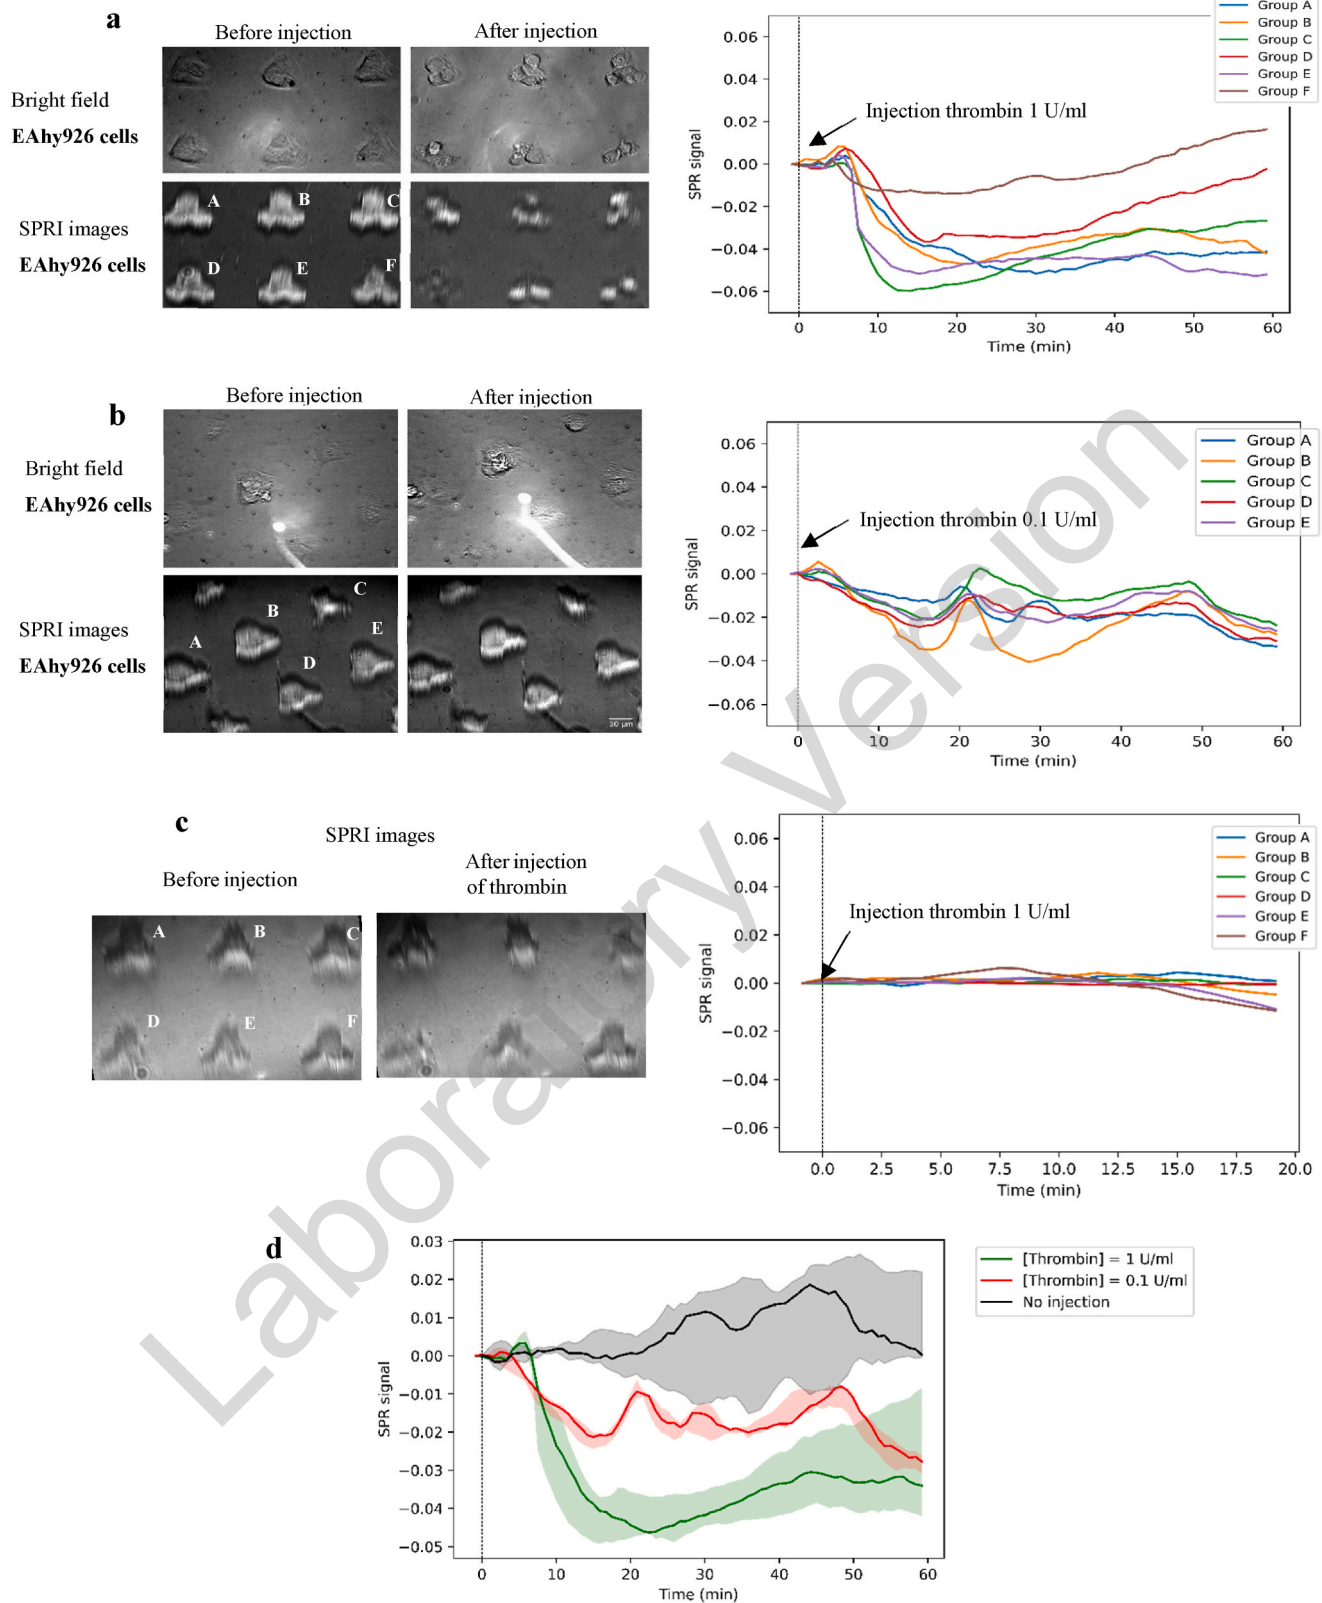 a
Before injection
After injection
Bright field
EAhy926 cells
SPRI images
EAhy926 cells
A
B
C
D
E
F
0.06
0.04
0.02
0.00
−0.02
−0.04
−0.06
SPR signal
Injection thrombin 1 U/ml
0 10 20 30 40 50 60
Time (min)
Group A
Group B
Group C
Group D
Group E
Group F
b
Before injection
After injection
Bright field
EAhy926 cells
SPRI images
EAhy926 cells
A
B
C
D
E
30 µm
0.06
0.04
0.02
0.00
−0.02
−0.04
−0.06
SPR signal
Injection thrombin 0.1 U/ml
0 10 20 30 40 50 60
Time (min)
Group A
Group B
Group C
Group D
Group E
c
SPRI images
Before injection
After injection
of thrombin
A
B
C
D
E
F
0.06
0.04
0.02
0.00
−0.02
−0.04
−0.06
SPR signal
Injection thrombin 1 U/ml
0.0 2.5 5.0 7.5 10.0 12.5 15.0 17.5 20.0
Time (min)
Group A
Group B
Group C
Group D
Group E
Group F
d
0.03
0.02
0.01
0.00
−0.01
−0.02
−0.03
−0.04
−0.05
SPR signal
0 10 20 30 40 50 60
Time (min)
[Thrombin] = 1 U/ml
[Thrombin] = 0.1 U/ml
No injection
Laboratory Version